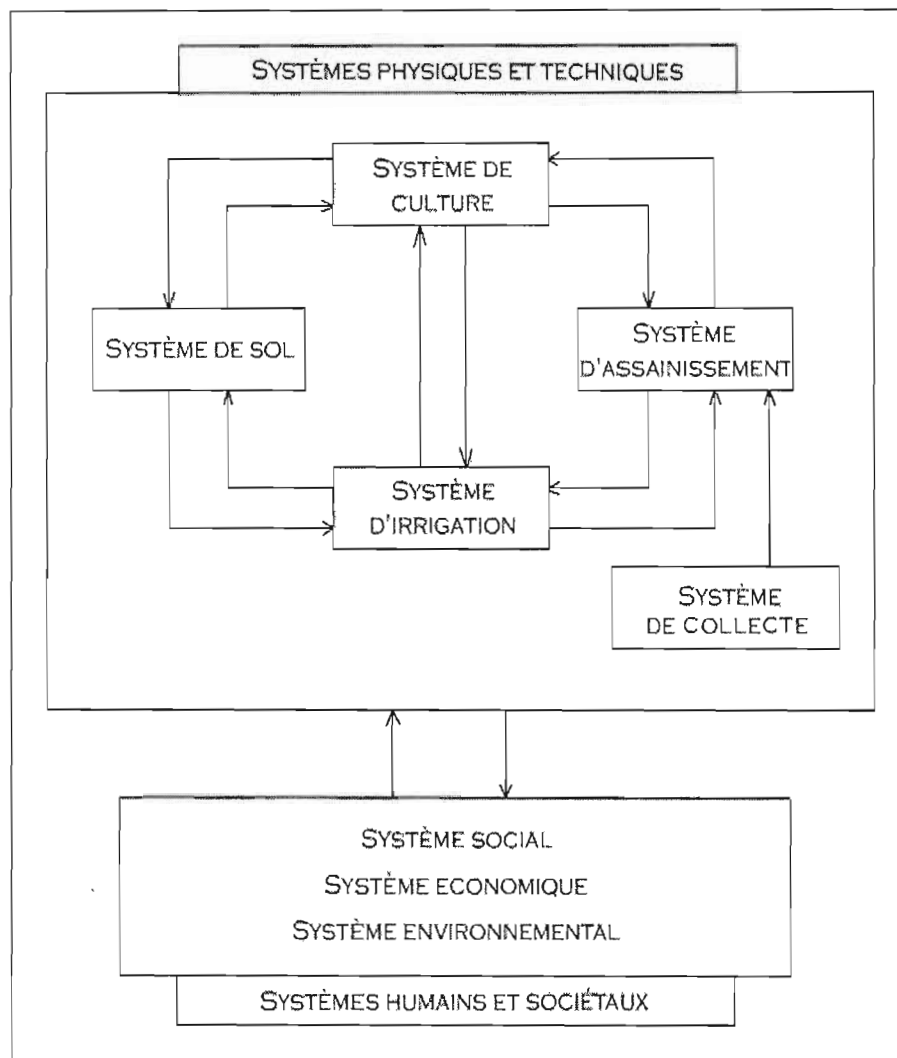 SYSTÈMES PHYSIQUES ET TECHNIQUES
SYSTÈME DE
CULTURE
SYSTÈME DE SOL
SYSTÈME
D'ASSAINISSEMENT
SYSTÈME
D'IRRIGATION
SYSTÈME
DE COLLECTE
SYSTÈME SOCIAL
SYSTÈME ECONOMIQUE
SYSTÈME ENVIRONNEMENTAL
SYSTÈMES HUMAINS ET SOCIÉTAUX